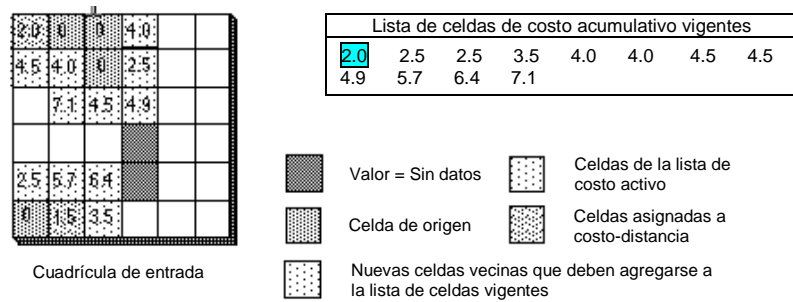 2.0 0 0 4.0
4.5 4.0 0 2.5
7.1 4.5 4.9
2.5 5.7 6.4
0 1.5 3.5
Cuadrícula de entrada
Lista de celdas de costo acumulativo vigentes
2.0 2.5 2.5 3.5 4.0 4.0 4.5 4.5
4.9 5.7 6.4 7.1
Valor = Sin datos
Celda de origen
Celdas de la lista de
costo activo
Celdas asignadas a
costo-distancia
Nuevas celdas vecinas que deben agregarse a
la lista de celdas vigentes